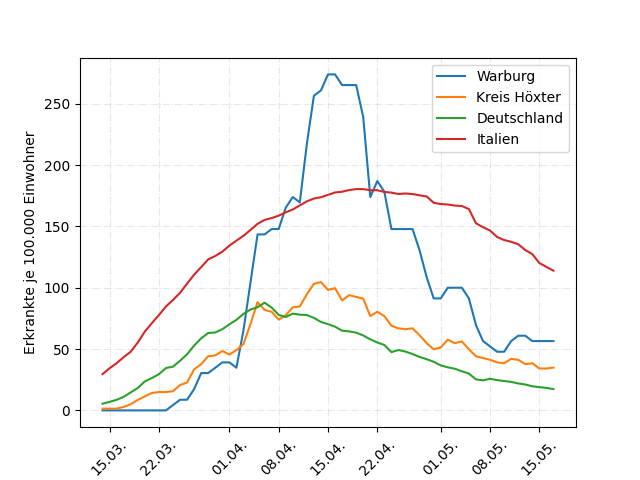 Warburg
Kreis Höxter
Deutschland
Italien
Erkrankte je 100.000 Einwohner
250
200
150
100
50
0
15.03. 22.03. 01.04. 08.04. 15.04. 22.04. 01.05. 08.05. 15.05.